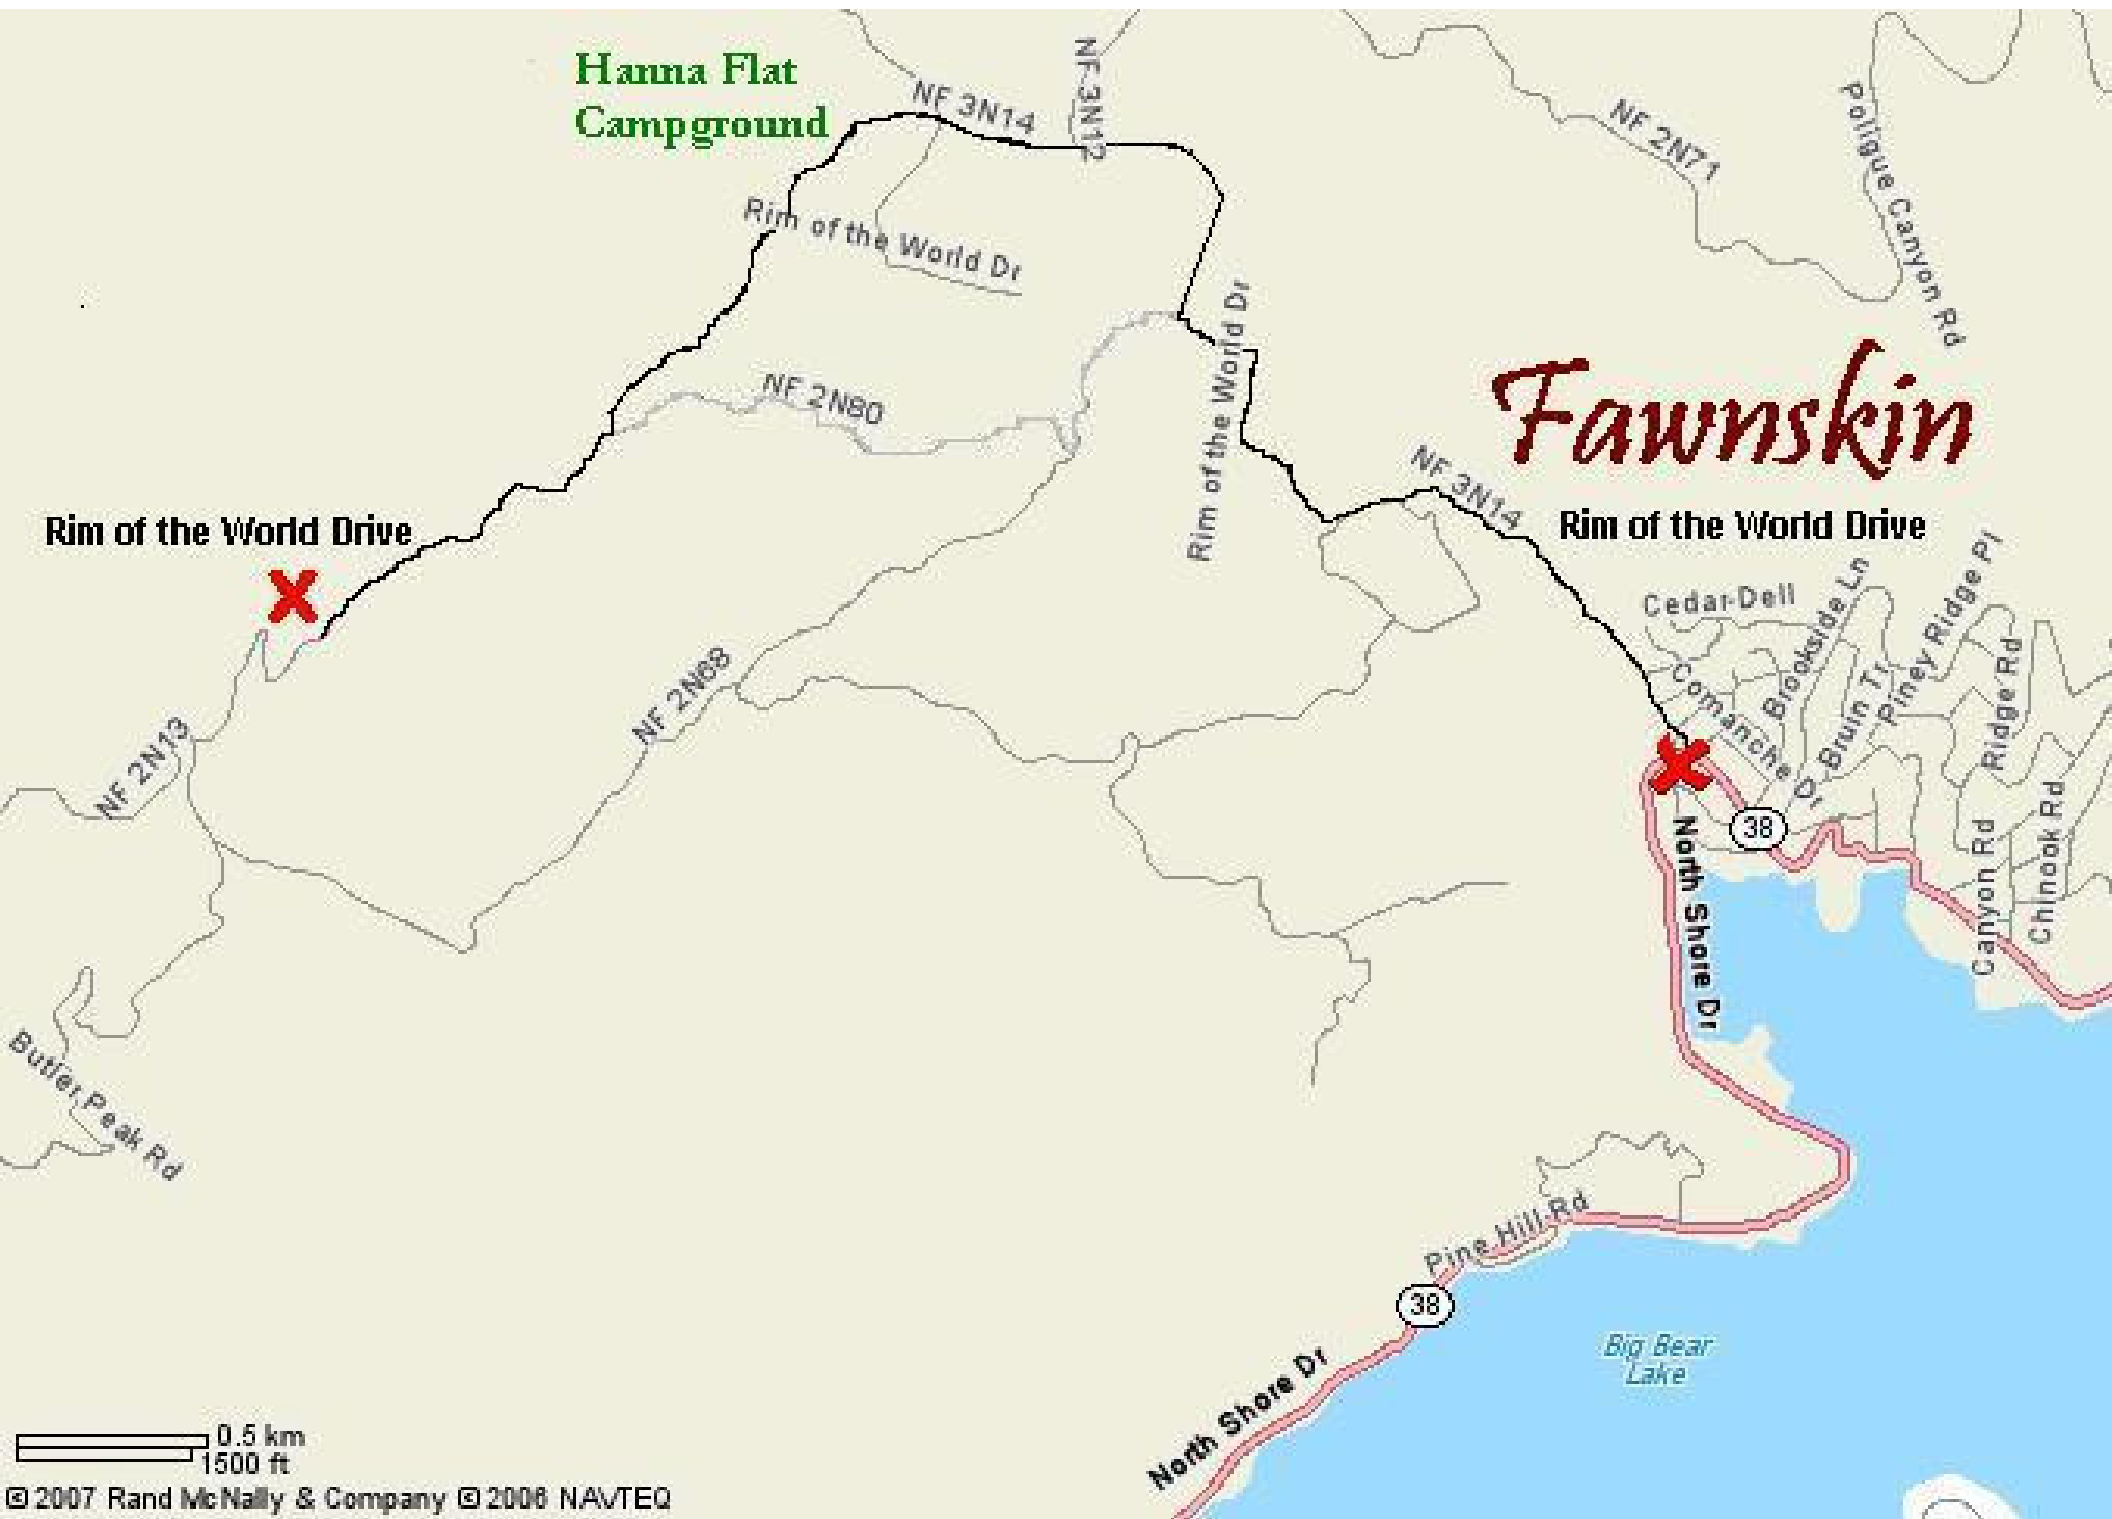 Hanna Flat
Campground
NF 3N14
NF-3N12
NF 2N71
Poligue Canyon Rd
Rim of the World Dr
Rim of the World Dr
NF 2N80
Fawnskin
NF 3N14
Rim of the World Drive
Rim of the World Drive
Cedar Dell
Brookside Ln
Piney Ridge Pl
Ridge Rd
Comanche Dr
Bruin Tr
NF 2N68
NF 2N13
38
North Shore Dr
Canyon Rd
Chinook Rd
Butler Peak Rd
Pine Hill Rd
38
North Shore Dr
Big Bear
Lake
0.5 km
1500 ft
© 2007 Rand McNally & Company © 2006 NAVTEQ